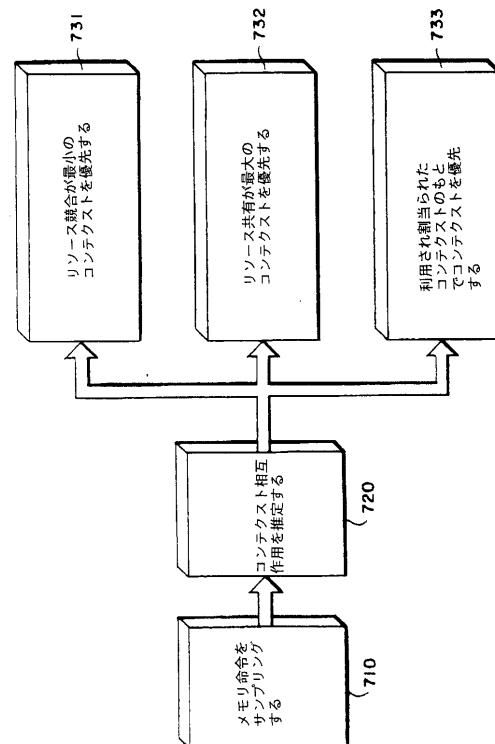 メモリ命令を
サンプリング
する
710
コンテクスト相互
作用を推定する
720
リソース競合が最小の
コンテクストを優先する
731
リソース共有が最大の
コンテクストを優先する
732
利用され割当られた
コンテクストのもと
でコンテクストを優先
する
733